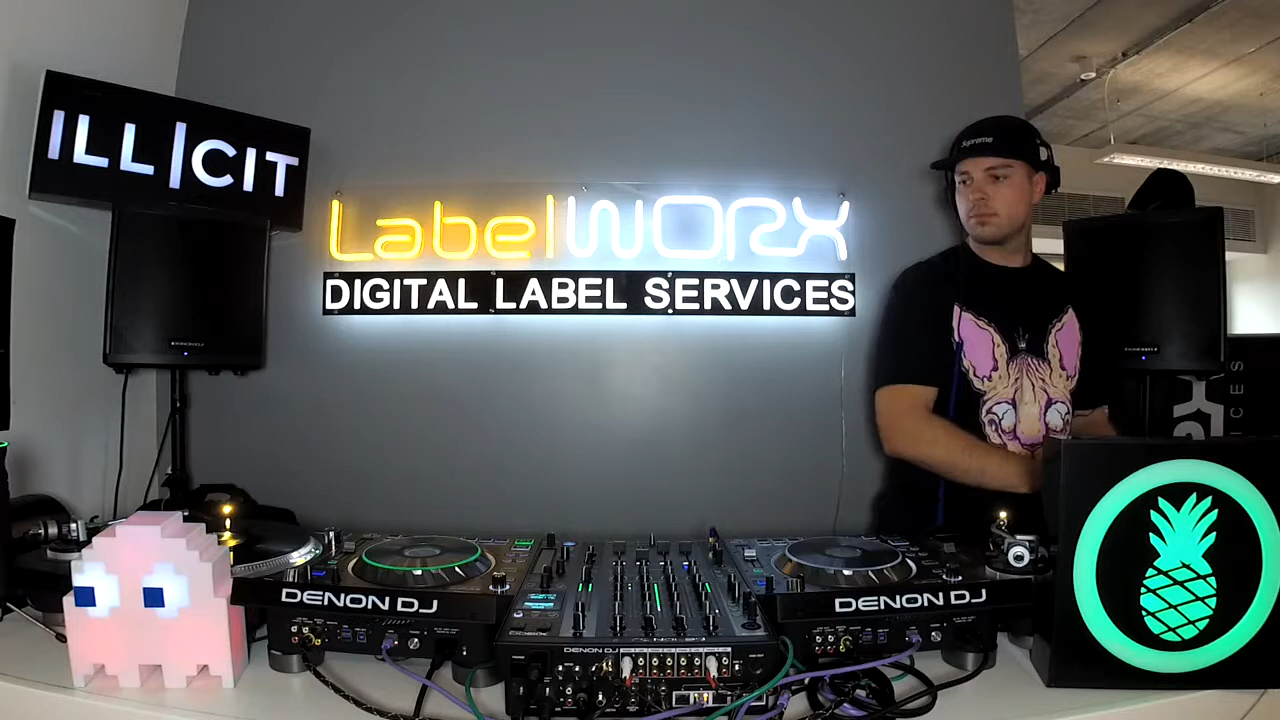 ILL|CIT
LabelWORX
DIGITAL LABEL SERVICES
Supreme
DENON DJ
DENON DJ
DENON DJ